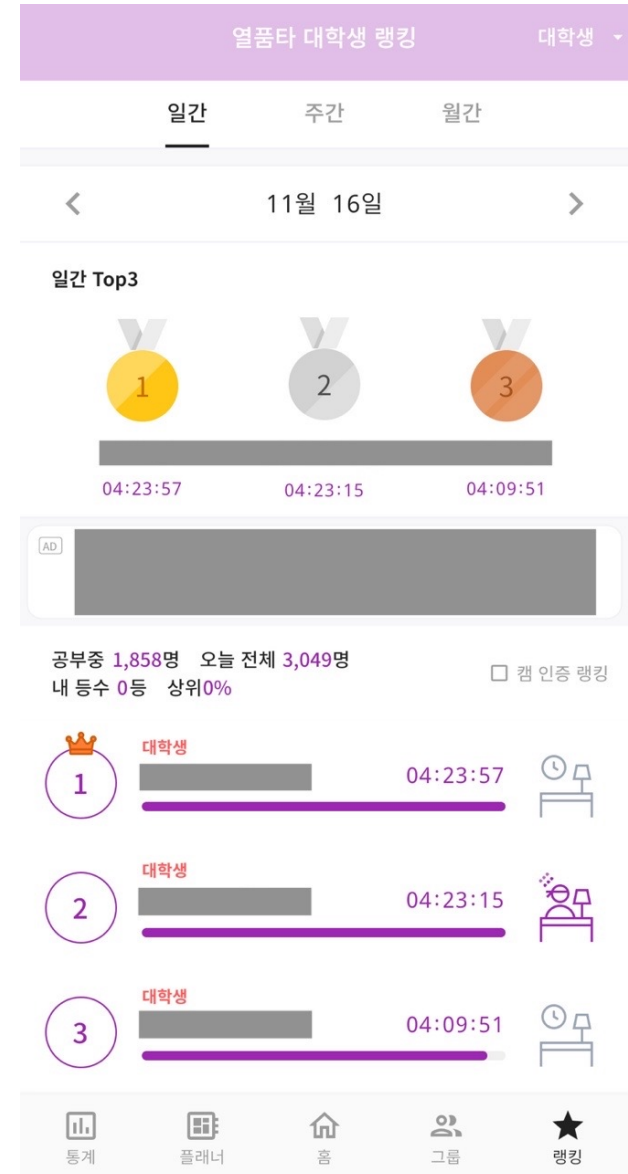 열품타 대학생 랭킹 대학생
일간 주간 월간
11월 16일
일간 Top3
1 2 3
04:23:57 04:23:15 04:09:51
AD
공부중 1,858명 오늘 전체 3,049명
내 등수 0등 상위0%
캠 인증 랭킹
대학생
1 04:23:57
대학생
2 04:23:15
대학생
3 04:09:51
통계 플래너 홈 그룹 랭킹